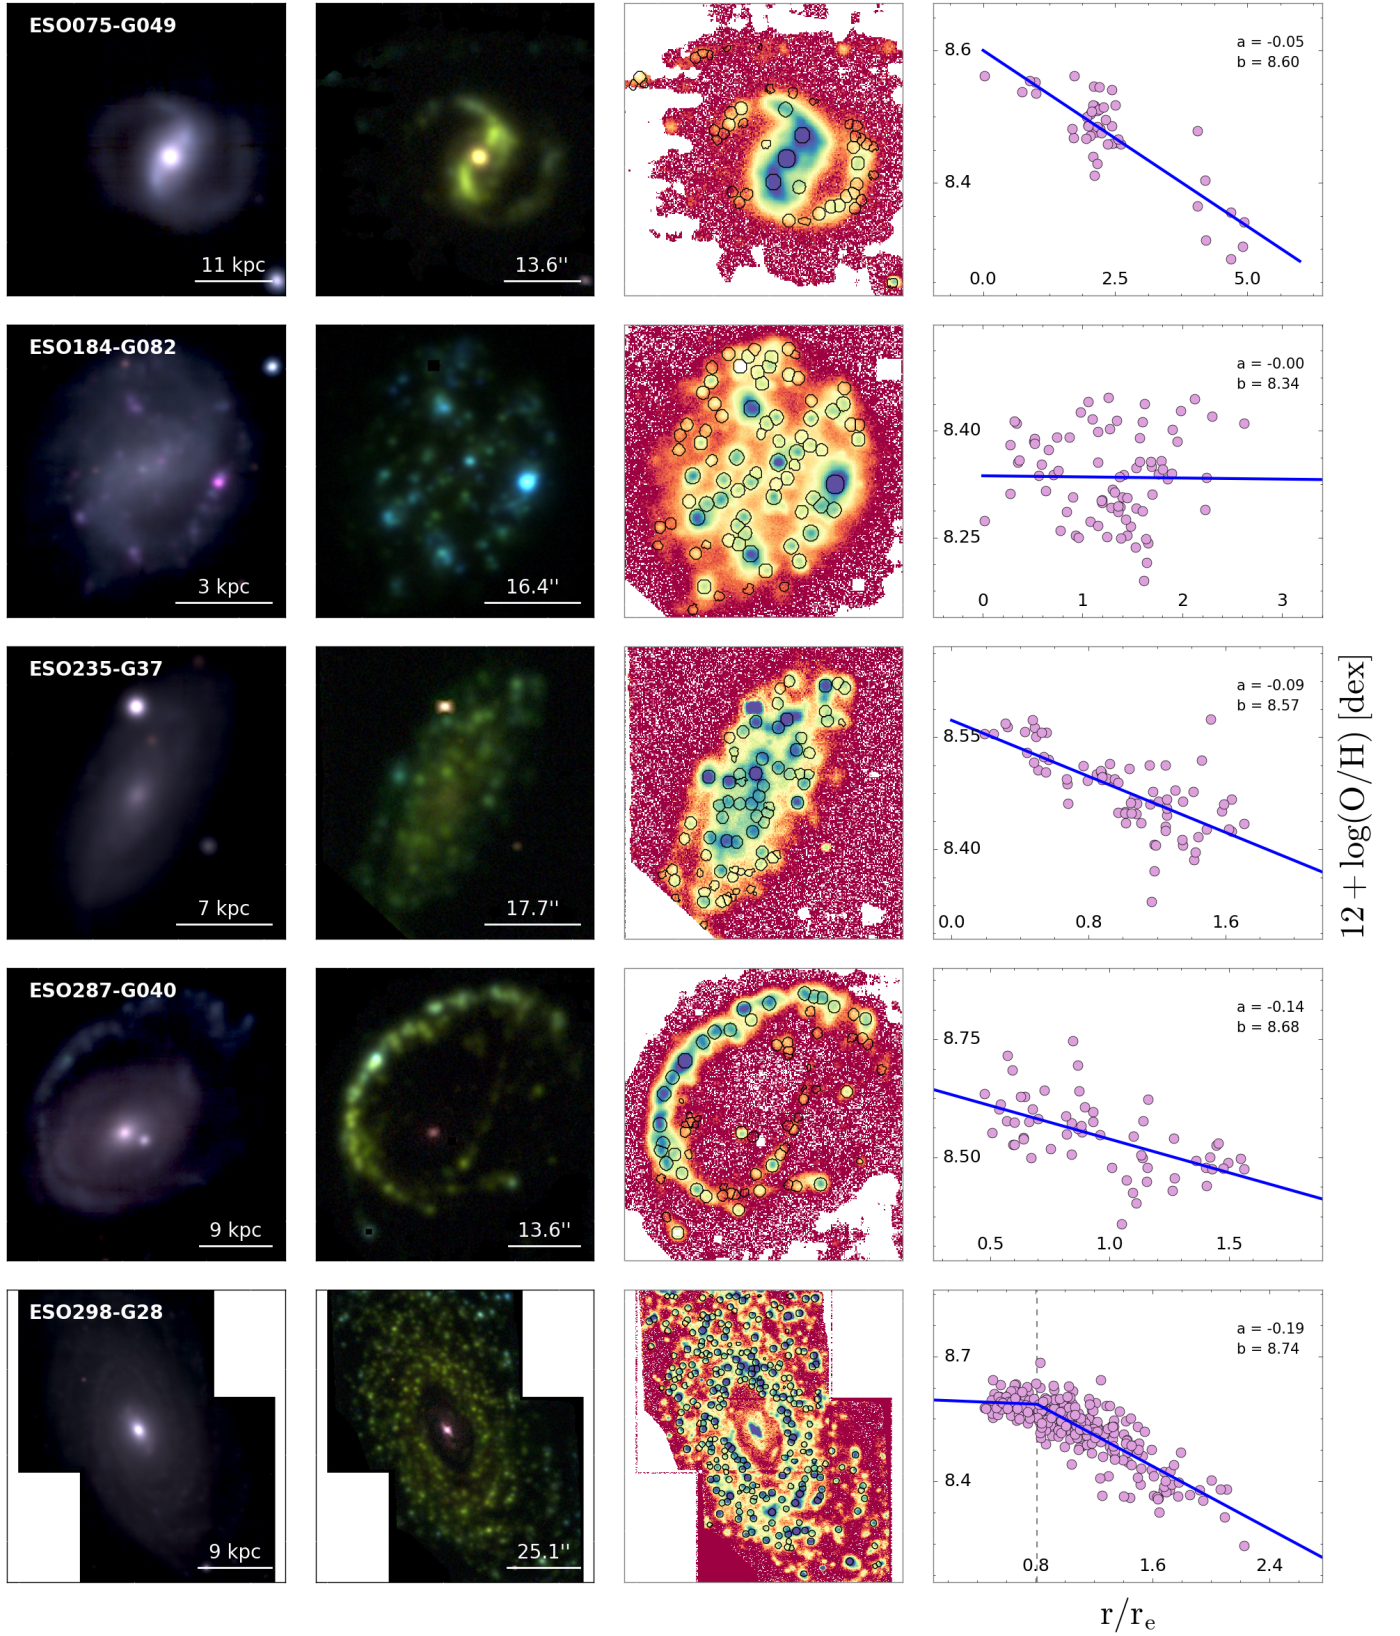 ESO075-G049
11 kpc
13.6''
a = -0.05
b = 8.60
8.6
8.4
0.0 2.5 5.0
ESO184-G082
3 kpc
16.4''
a = -0.00
b = 8.34
8.40
8.25
0 1 2 3
ESO235-G37
7 kpc
17.7''
a = -0.09
b = 8.57
8.55
8.40
0.0 0.8 1.6
12 + log(O/H) [dex]
ESO287-G040
9 kpc
13.6''
a = -0.14
b = 8.68
8.75
8.50
0.5 1.0 1.5
ESO298-G28
9 kpc
25.1''
a = -0.19
b = 8.74
8.7
8.4
0.8 1.6 2.4
r/rₑ